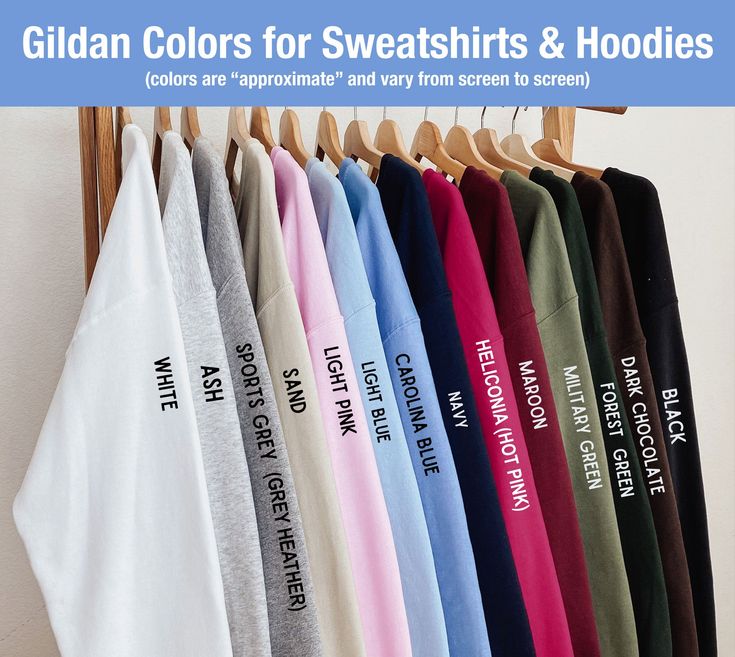 Gildan Colors for Sweatshirts & Hoodies
(colors are “approximate” and vary from screen to screen)
WHITE
ASH
SPORTS GREY (GREY HEATHER)
SAND
LIGHT PINK
LIGHT BLUE
CAROLINA BLUE
NAVY
HELICONIA (HOT PINK)
MAROON
MILITARY GREEN
FOREST GREEN
DARK CHOCOLATE
BLACK